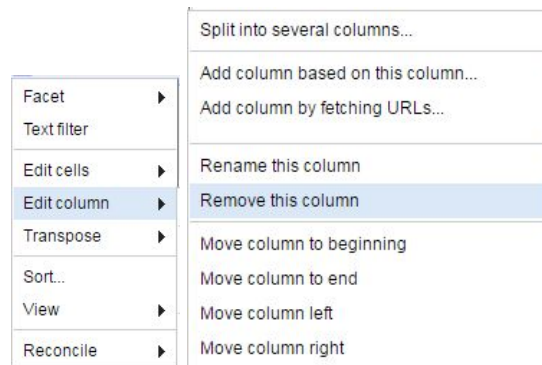 Facet
Text filter
Edit cells
Edit column
Transpose
Sort...
View
Reconcile
Split into several columns...
Add column based on this column...
Add column by fetching URLs...
Rename this column
Remove this column
Move column to beginning
Move column to end
Move column left
Move column right